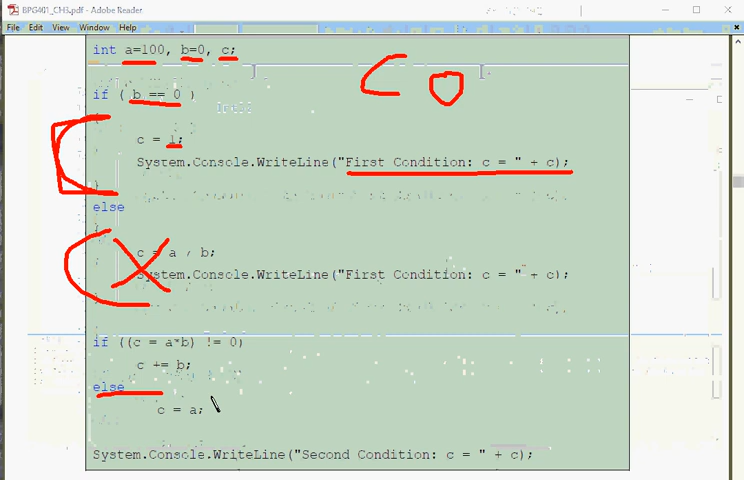 BPG401_CH3.pdf - Adobe Reader
File Edit View Window Help
int a=100, b=0, c;
C 0
if ( b == 0 )
{
c = 1;
System.Console.WriteLine("First Condition: c = " + c);
}
else
{
c = a / b;
System.Console.WriteLine("First Condition: c = " + c);
}
if ((c = a*b) != 0)
c += b;
else
c = a;
System.Console.WriteLine("Second Condition: c = " + c);